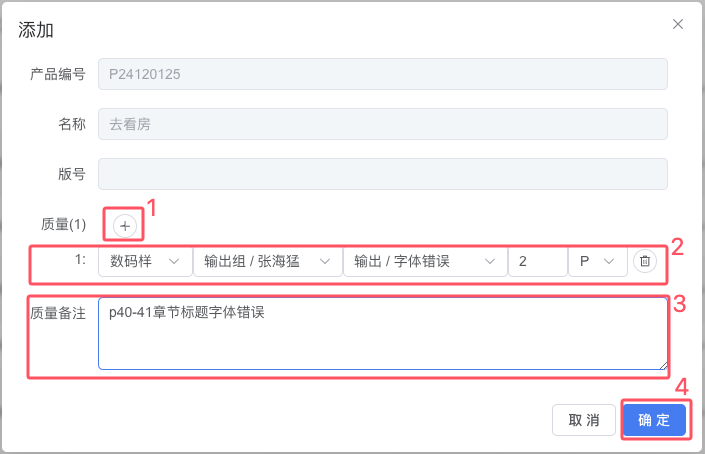 添加
产品编号 P24120125
名称 去看房
版号
质量(1) 1
1: 数码样 输出组 / 张海猛 输出 / 字体错误 2 P 2
质量备注 p40-41章节标题字体错误 3
取 消 确 定 4